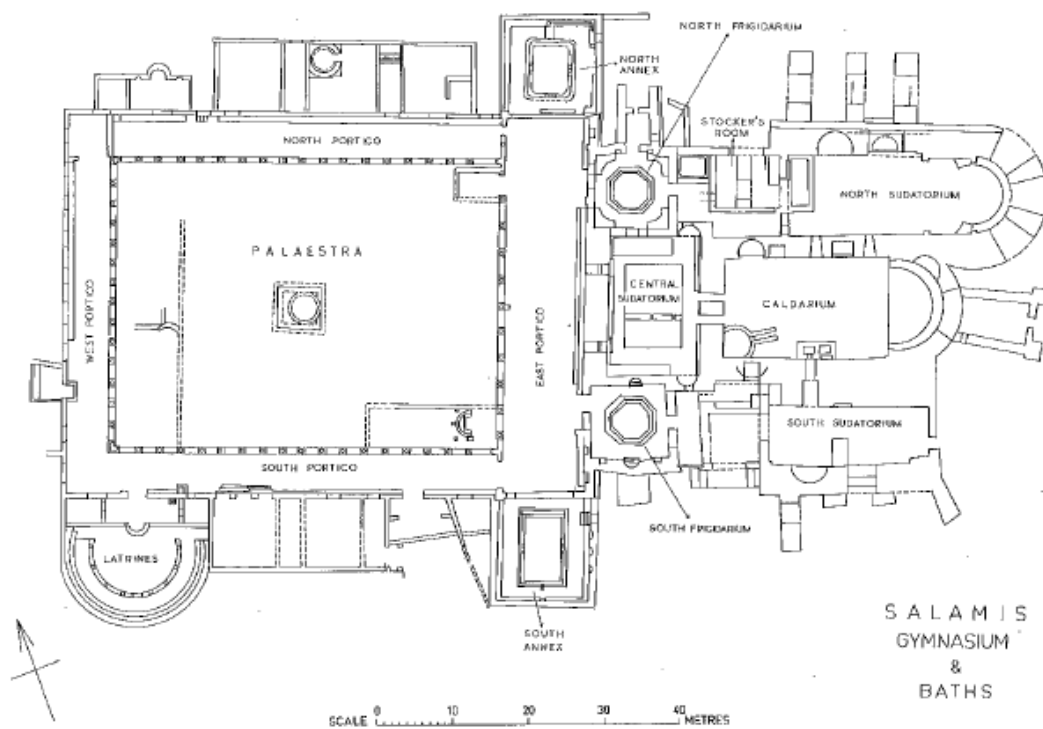 NORTH FRIGIDARIUM
NORTH
ANNEX
STOCKER'S
ROOM
NORTH PORTICO
NORTH SUDATORIUM
PALAESTRA
WEST PORTICO
CENTRAL
SUDATORIUM
CALDARIUM
EAST PORTICO
SOUTH SUDATORIUM
SOUTH PORTICO
SOUTH FRIGIDARIUM
LATRINES
SOUTH
ANNEX
SALAMIS
GYMNASIUM
&
BATHS
SCALE 0 10 20 30 40 METRES